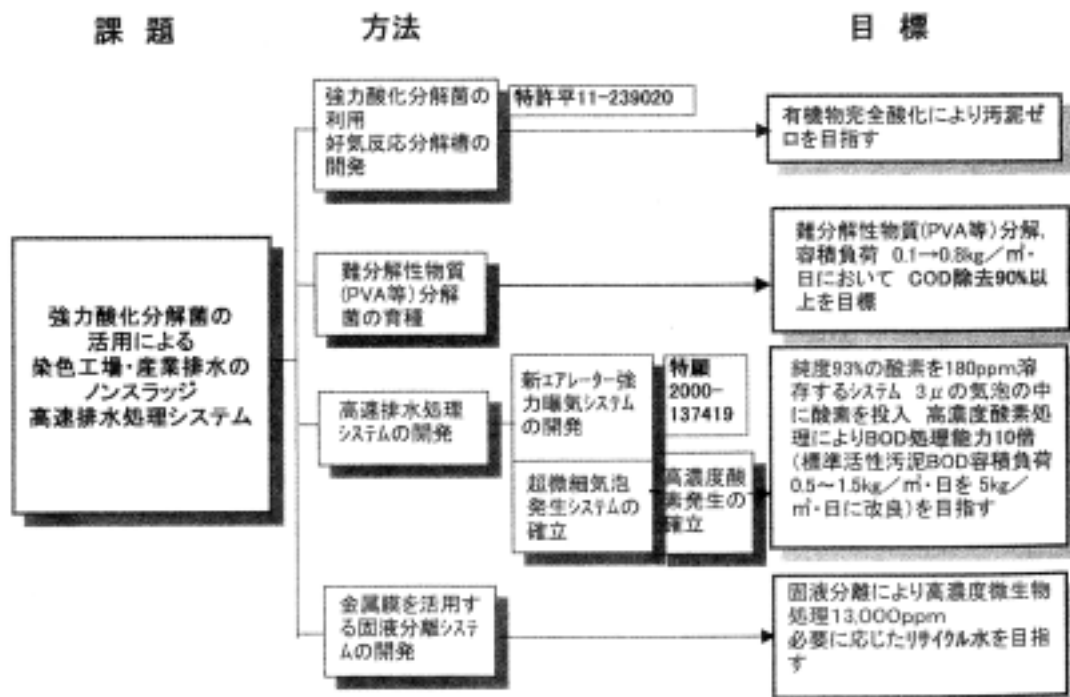 課 題
方法
目 標
強力酸化分解菌の
活用による
染色工場・産業排水の
ノンスラッジ
高速排水処理システム
強力酸化分解菌の
利用
好気反応分解槽の
開発
特許平11-239020
有機物完全酸化により汚泥ゼ
ロを目指す
難分解性物質
(PVA等)分解
菌の育種
難分解性物質(PVA等)分解、
容積負荷 0.1→0.8kg/㎥・
日において COD除去90%以
上を目標
高速排水処理
システムの開発
新エアレーター強
力曝気システムの
開発
特願
2000-
137419
超微細気泡
発生システムの
確立
高濃度酸
素発生の
確立
純度93%の酸素を180ppm溶
存するシステム 3μの気泡の中
に酸素を投入 高濃度酸素処
理によりBOD処理能力10倍
(標準活性汚泥BOD容積負荷
0.5～1.5kg/㎥・日を 5kg/
㎥・日に改良)を目指す
金属膜を活用す
る固液分離システ
ムの開発
固液分離により高濃度微生物
処理13,000ppm
必要に応じたリサイクル水を目指
す